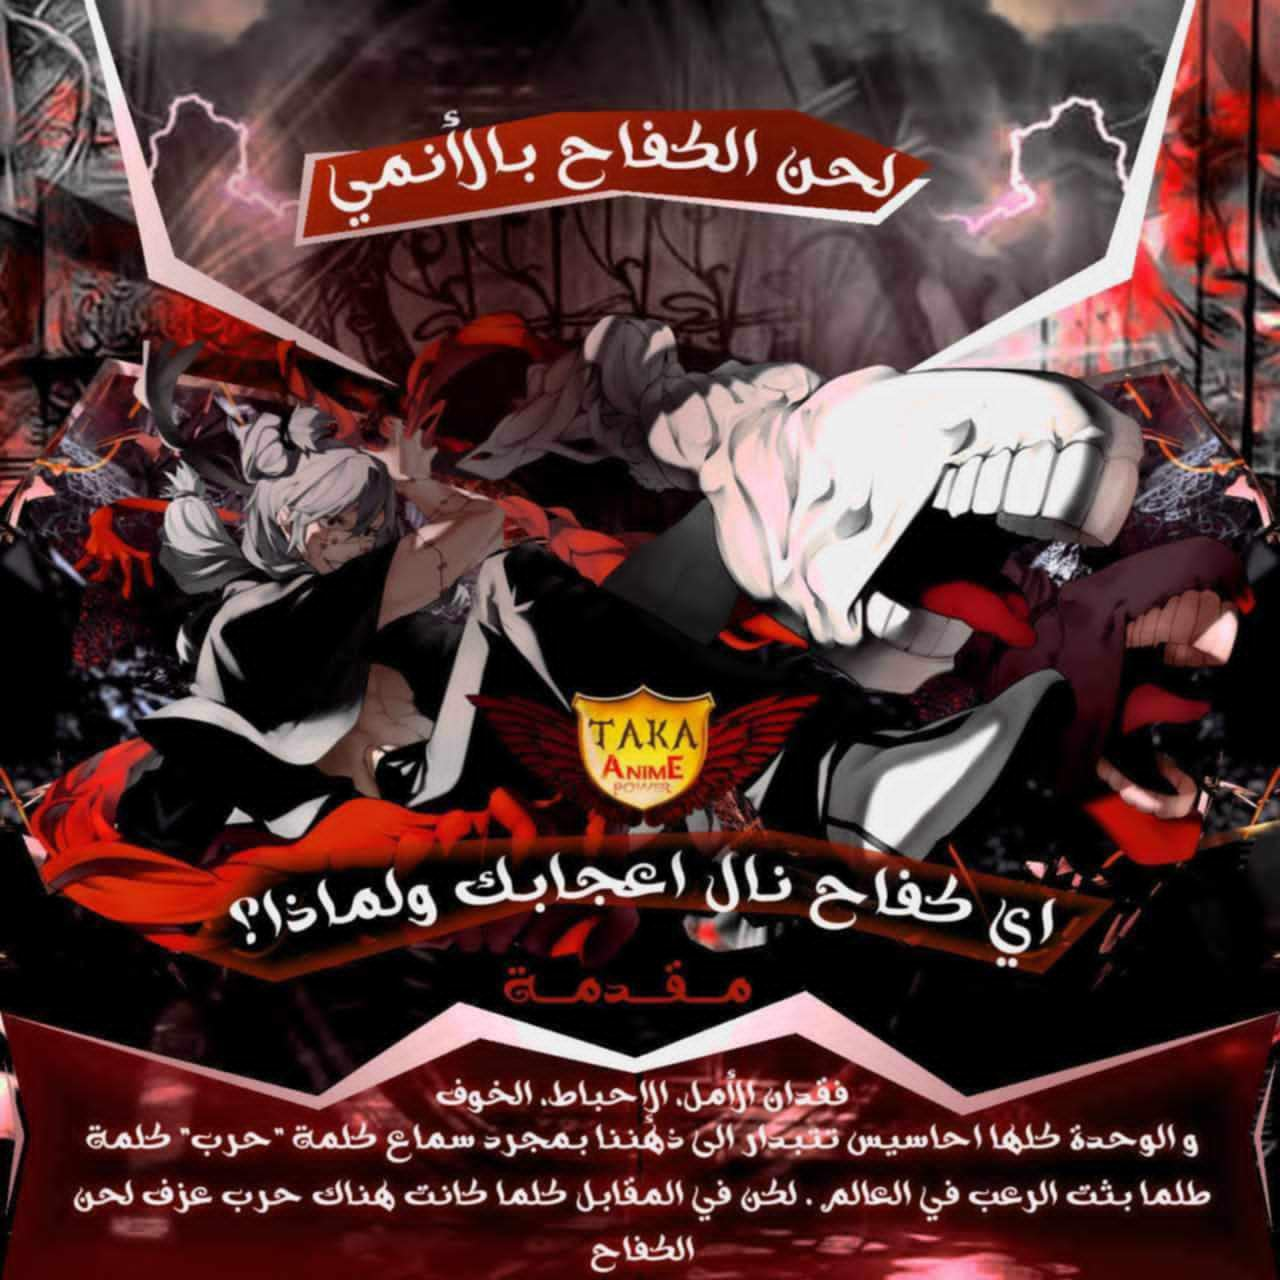 لحن الكفاح بالأنمي
TAKA
ANIME
POWER
اي كفاح نال اعجابك ولماذا؟
مقدمة
فقدان الأمل، الإحباط، الخوف
و الوحدة كلها احاسيس تتبدار الى ذهننا بمجرد سماع كلمة "حرب" كلمة
طلما بثت الرعب في العالم . لكن في المقابل كلما كانت هناك حرب عزف لحن
الكفاح